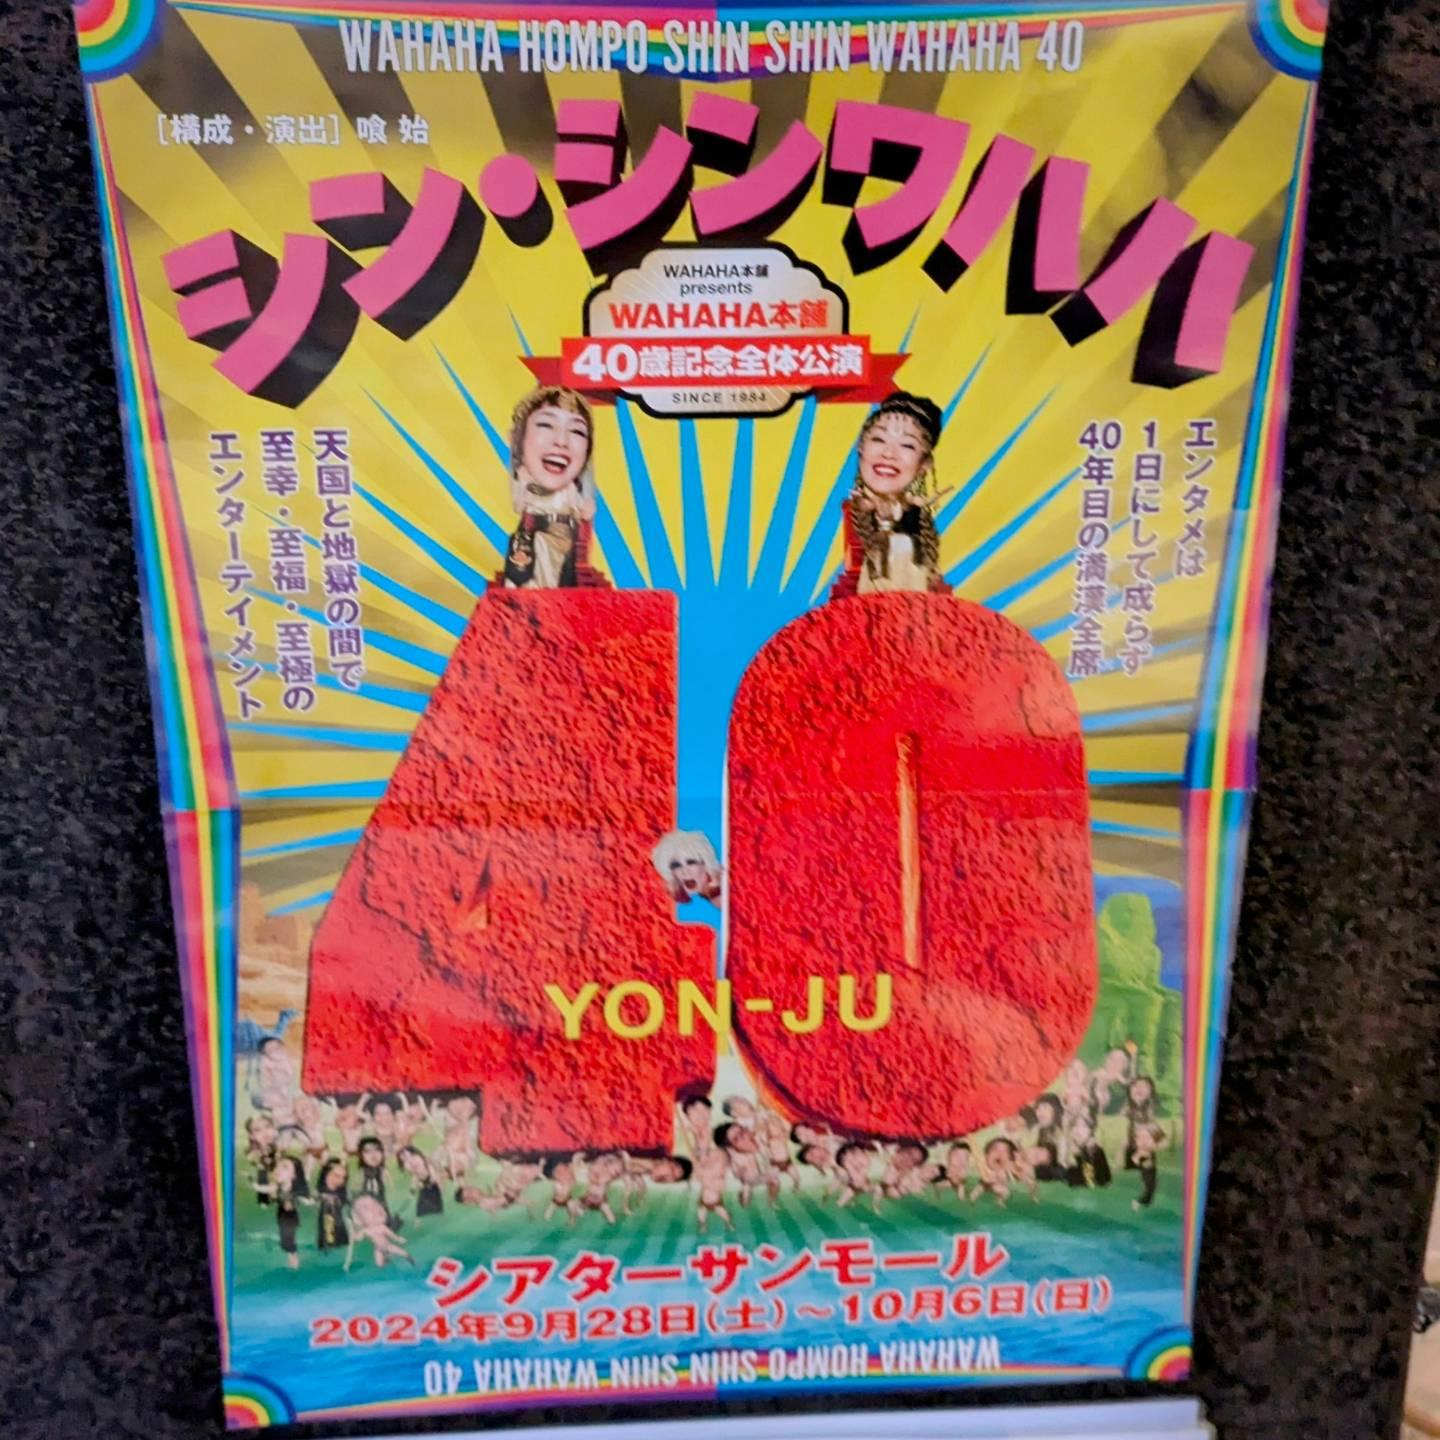 WAHAHA HOMPO SHIN SHIN WAHAHA 40
［構成・演出］喰 始
シン・シンワハハ
WAHAHA本舗
presents
WAHAHA本舗
40歳記念全体公演
SINCE 1984
エンタメは
1日にして成らず
40年目の満漢全席
天国と地獄の間で
至幸・至福・至極の
エンターテイメント
YON-JU
シアターサンモール
2024年9月28日(土)～10月6日(日)
WAHAHA HOMPO SHIN SHIN WAHAHA 40